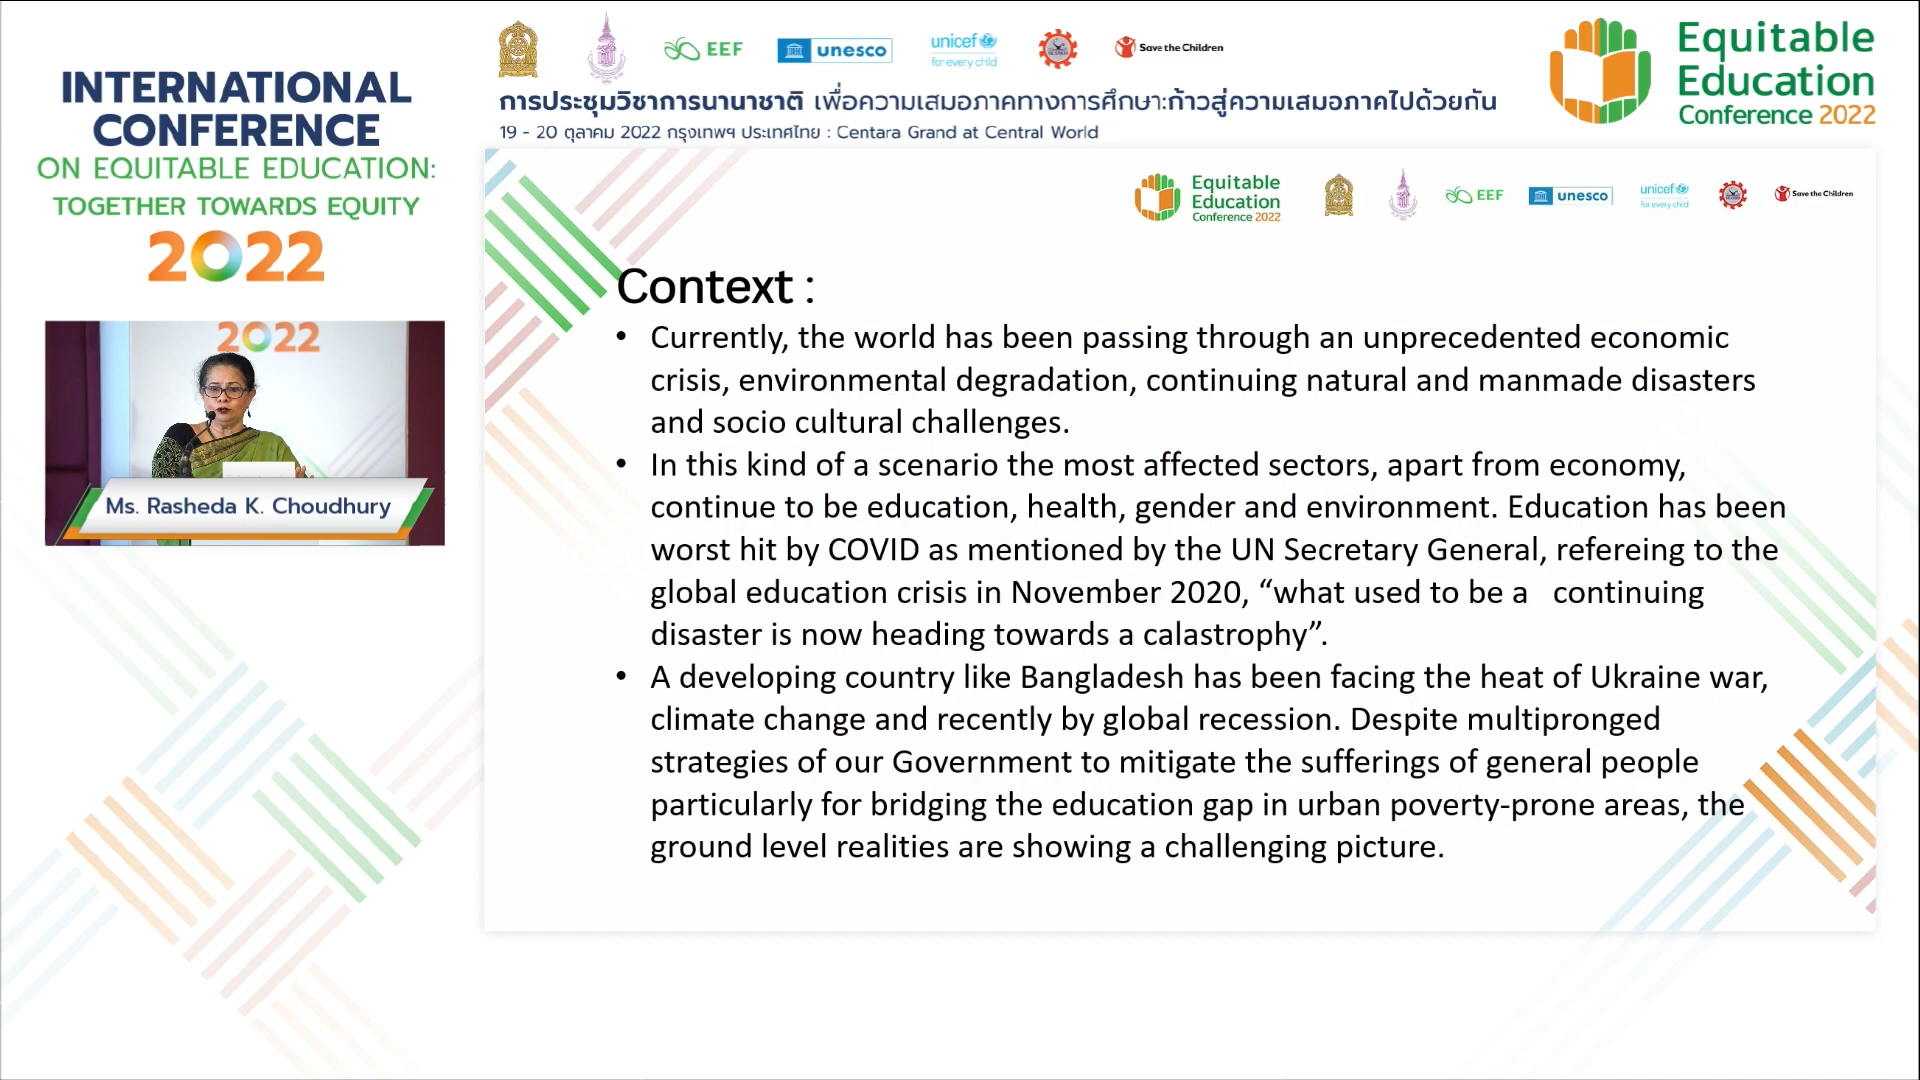 INTERNATIONAL
CONFERENCE
ON EQUITABLE EDUCATION:
TOGETHER TOWARDS EQUITY
2022
2022
Ms. Rasheda K. Choudhury
EEF
unesco
unicef
for every child
Save the Children
การประชุมวิชาการนานาชาติ เพื่อความเสมอภาคทางการศึกษา:ก้าวสู่ความเสมอภาคไปด้วยกัน
19 - 20 ตุลาคม 2022 กรุงเทพฯ ประเทศไทย : Centara Grand at Central World
Equitable
Education
Conference 2022
Equitable
Education
Conference 2022
EEF
unesco
unicef
for every child
Save the Children
Context :
• Currently, the world has been passing through an unprecedented economic
crisis, environmental degradation, continuing natural and manmade disasters
and socio cultural challenges.
• In this kind of a scenario the most affected sectors, apart from economy,
continue to be education, health, gender and environment. Education has been
worst hit by COVID as mentioned by the UN Secretary General, refereing to the
global education crisis in November 2020, “what used to be a   continuing
disaster is now heading towards a calastrophy”.
• A developing country like Bangladesh has been facing the heat of Ukraine war,
climate change and recently by global recession. Despite multipronged
strategies of our Government to mitigate the sufferings of general people
particularly for bridging the education gap in urban poverty-prone areas, the
ground level realities are showing a challenging picture.